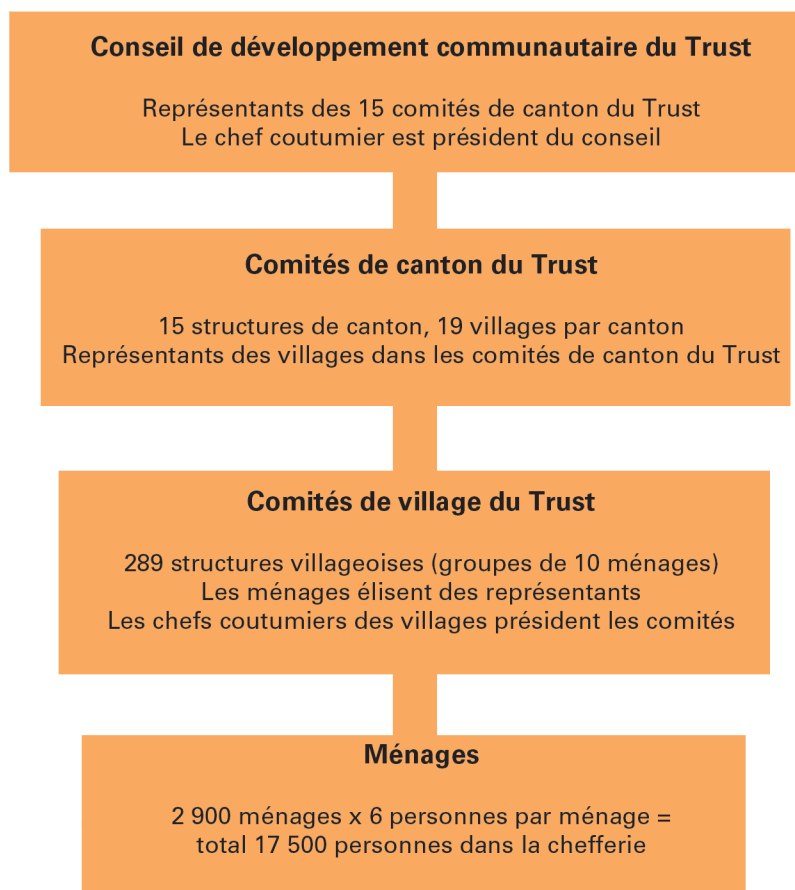 Conseil de développement communautaire du Trust
Représentants des 15 comités de canton du Trust
Le chef coutumier est président du conseil
Comités de canton du Trust
15 structures de canton, 19 villages par canton
Représentants des villages dans les comités de canton du Trust
Comités de village du Trust
289 structures villageoises (groupes de 10 ménages)
Les ménages élisent des représentants
Les chefs coutumiers des villages président les comités
Ménages
2 900 ménages x 6 personnes par ménage =
total 17 500 personnes dans la chefferie